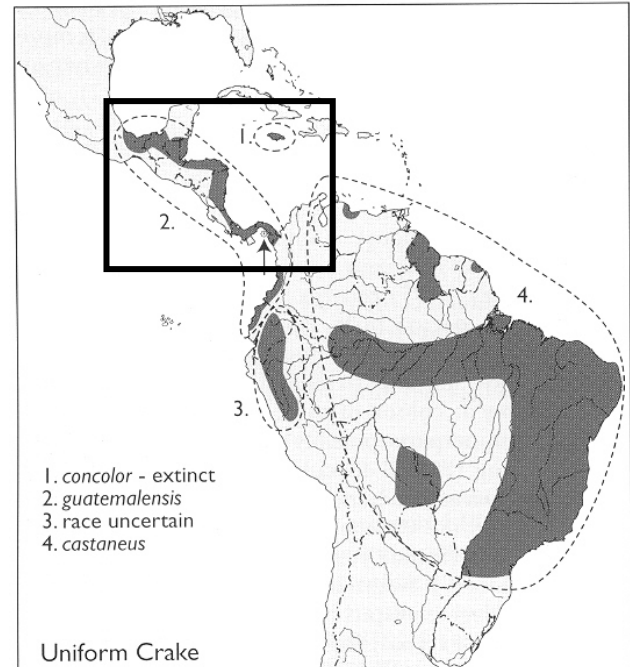 1.
2.
4.
3.
1. concolor - extinct
2. guatemalensis
3. race uncertain
4. castaneus
Uniform Crake